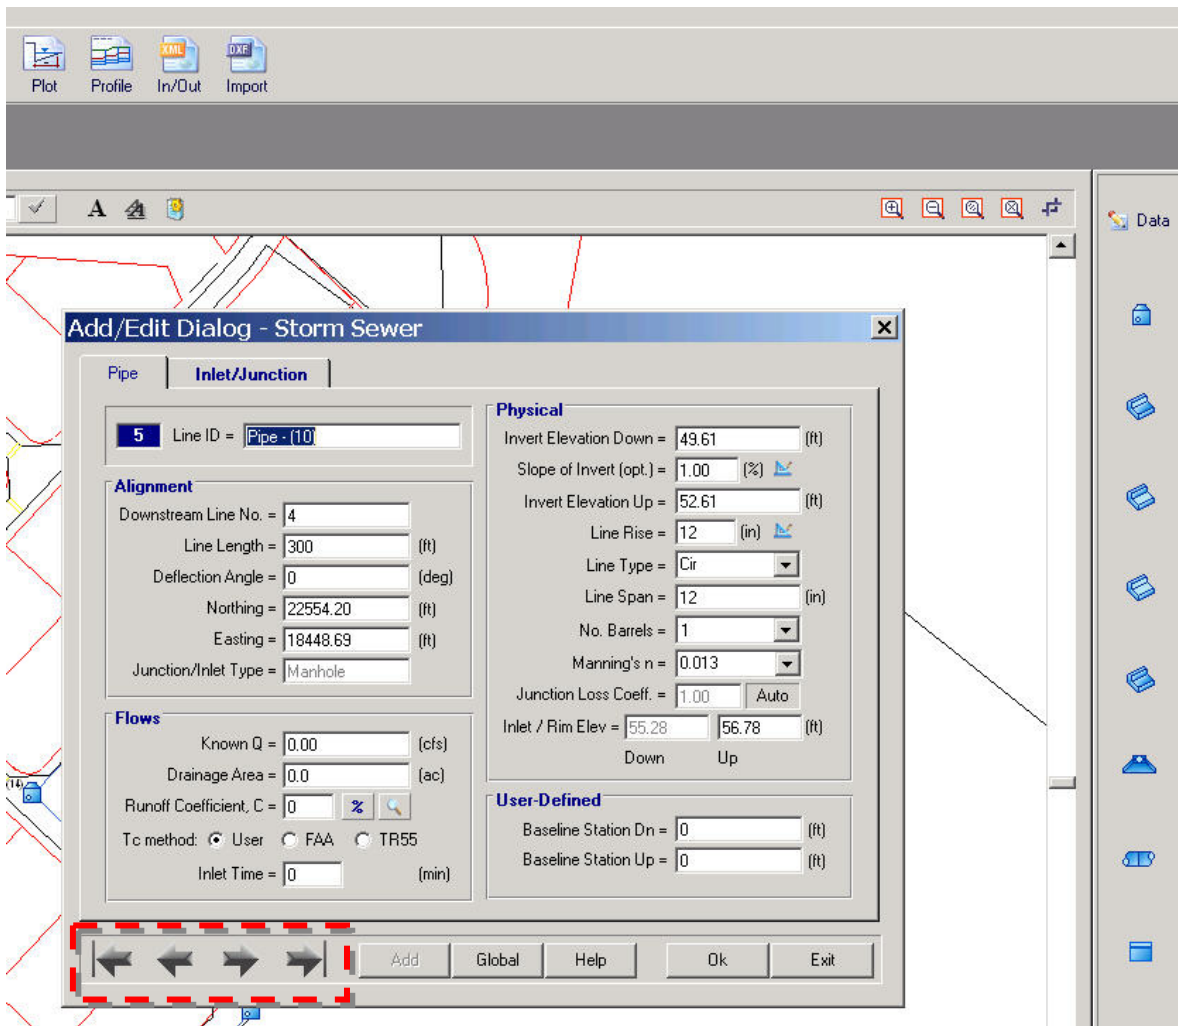 Plot Profile In/Out Import
XML
DXF
A A
Data
Add/Edit Dialog - Storm Sewer
Pipe Inlet/Junction
5 Line ID = Pipe - (10)
Alignment
Downstream Line No. = 4
Line Length = 300 (ft)
Deflection Angle = 0 (deg)
Northing = 22554.20 (ft)
Easting = 18448.69 (ft)
Junction/Inlet Type = Manhole
Flows
Known Q = 0.00 (cfs)
Drainage Area = 0.0 (ac)
Runoff Coefficient, C = 0 %
Tc method: User FAA TR55
Inlet Time = 0 (min)
Physical
Invert Elevation Down = 49.61 (ft)
Slope of Invert (opt.) = 1.00 (%)
Invert Elevation Up = 52.61 (ft)
Line Rise = 12 (in)
Line Type = Cir
Line Span = 12 (in)
No. Barrels = 1
Manning's n = 0.013
Junction Loss Coeff. = 1.00 Auto
Inlet / Rim Elev = 55.28 56.78 (ft)
Down Up
User-Defined
Baseline Station Dn = 0 (ft)
Baseline Station Up = 0 (ft)
Add Global Help Ok Exit
(14)